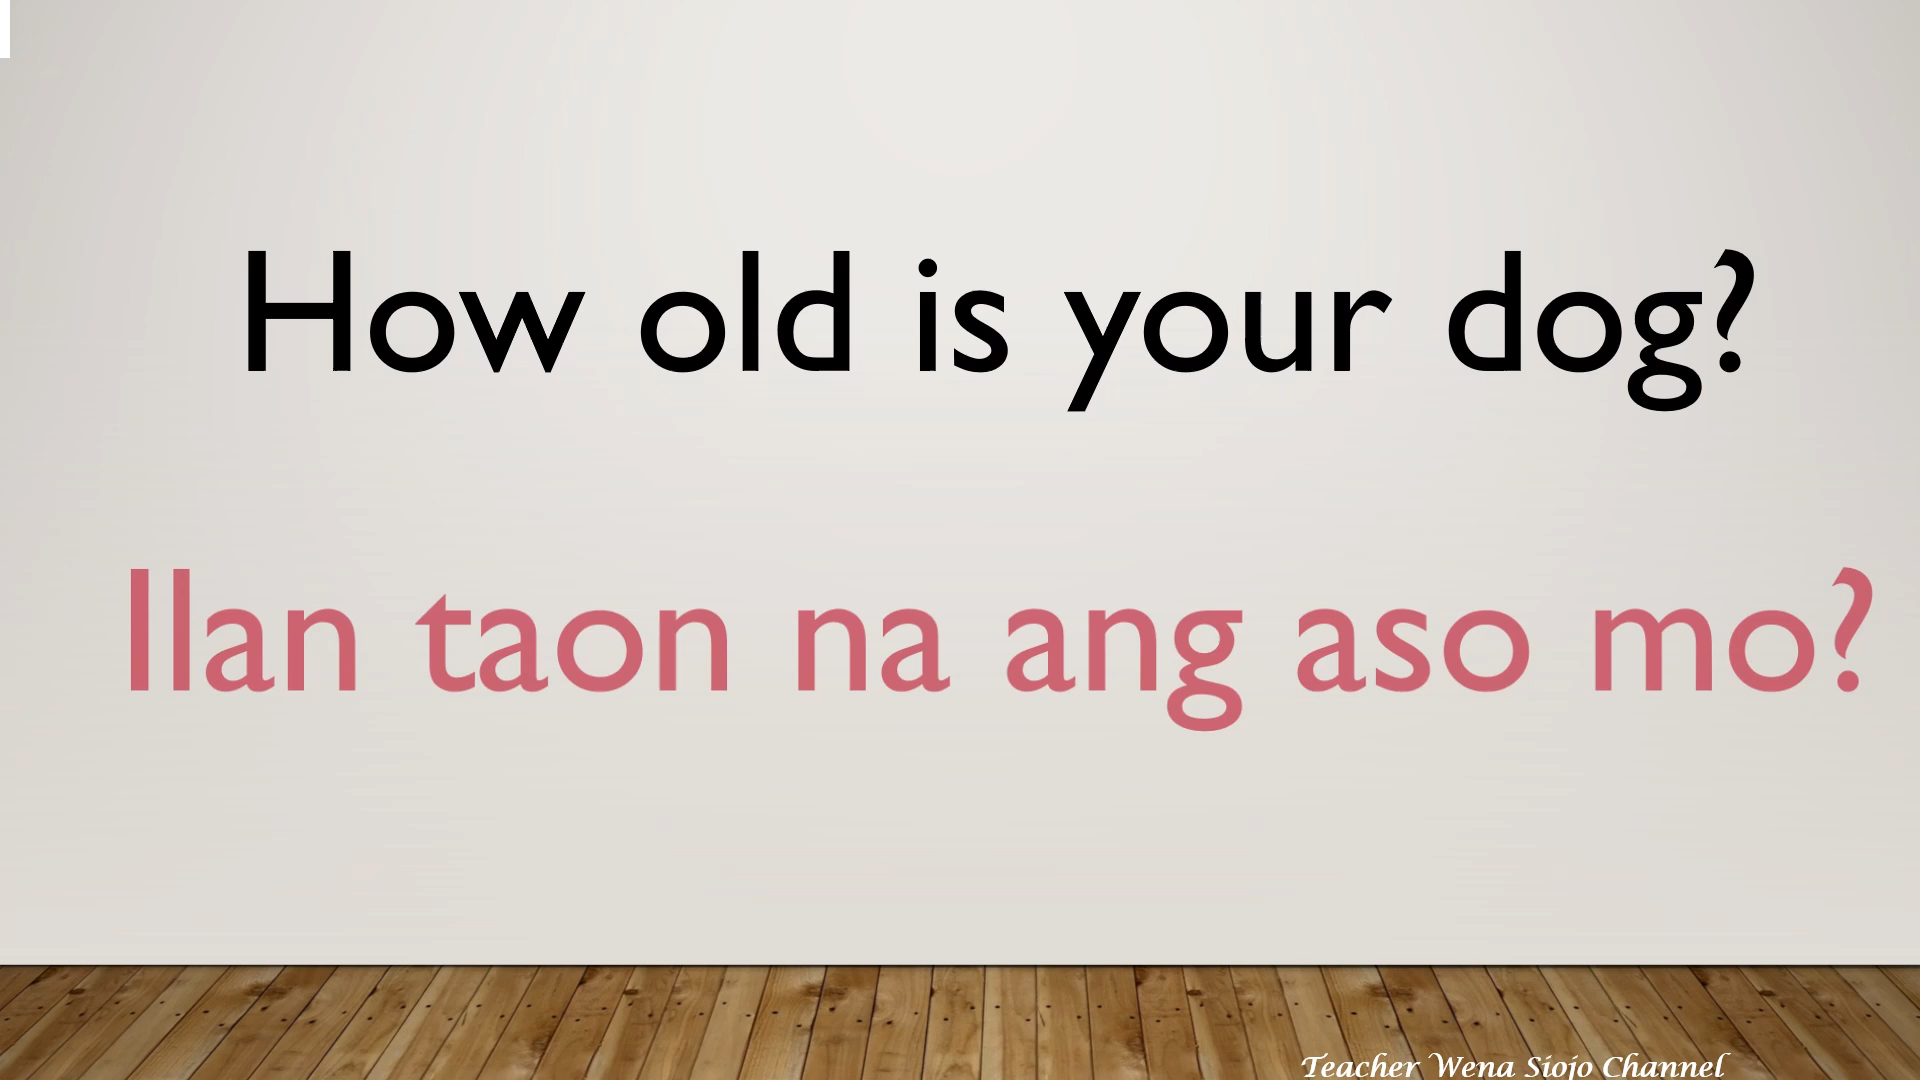 How old is your dog?
Ilan taon na ang aso mo?
Teacher Wena Siojo Channel